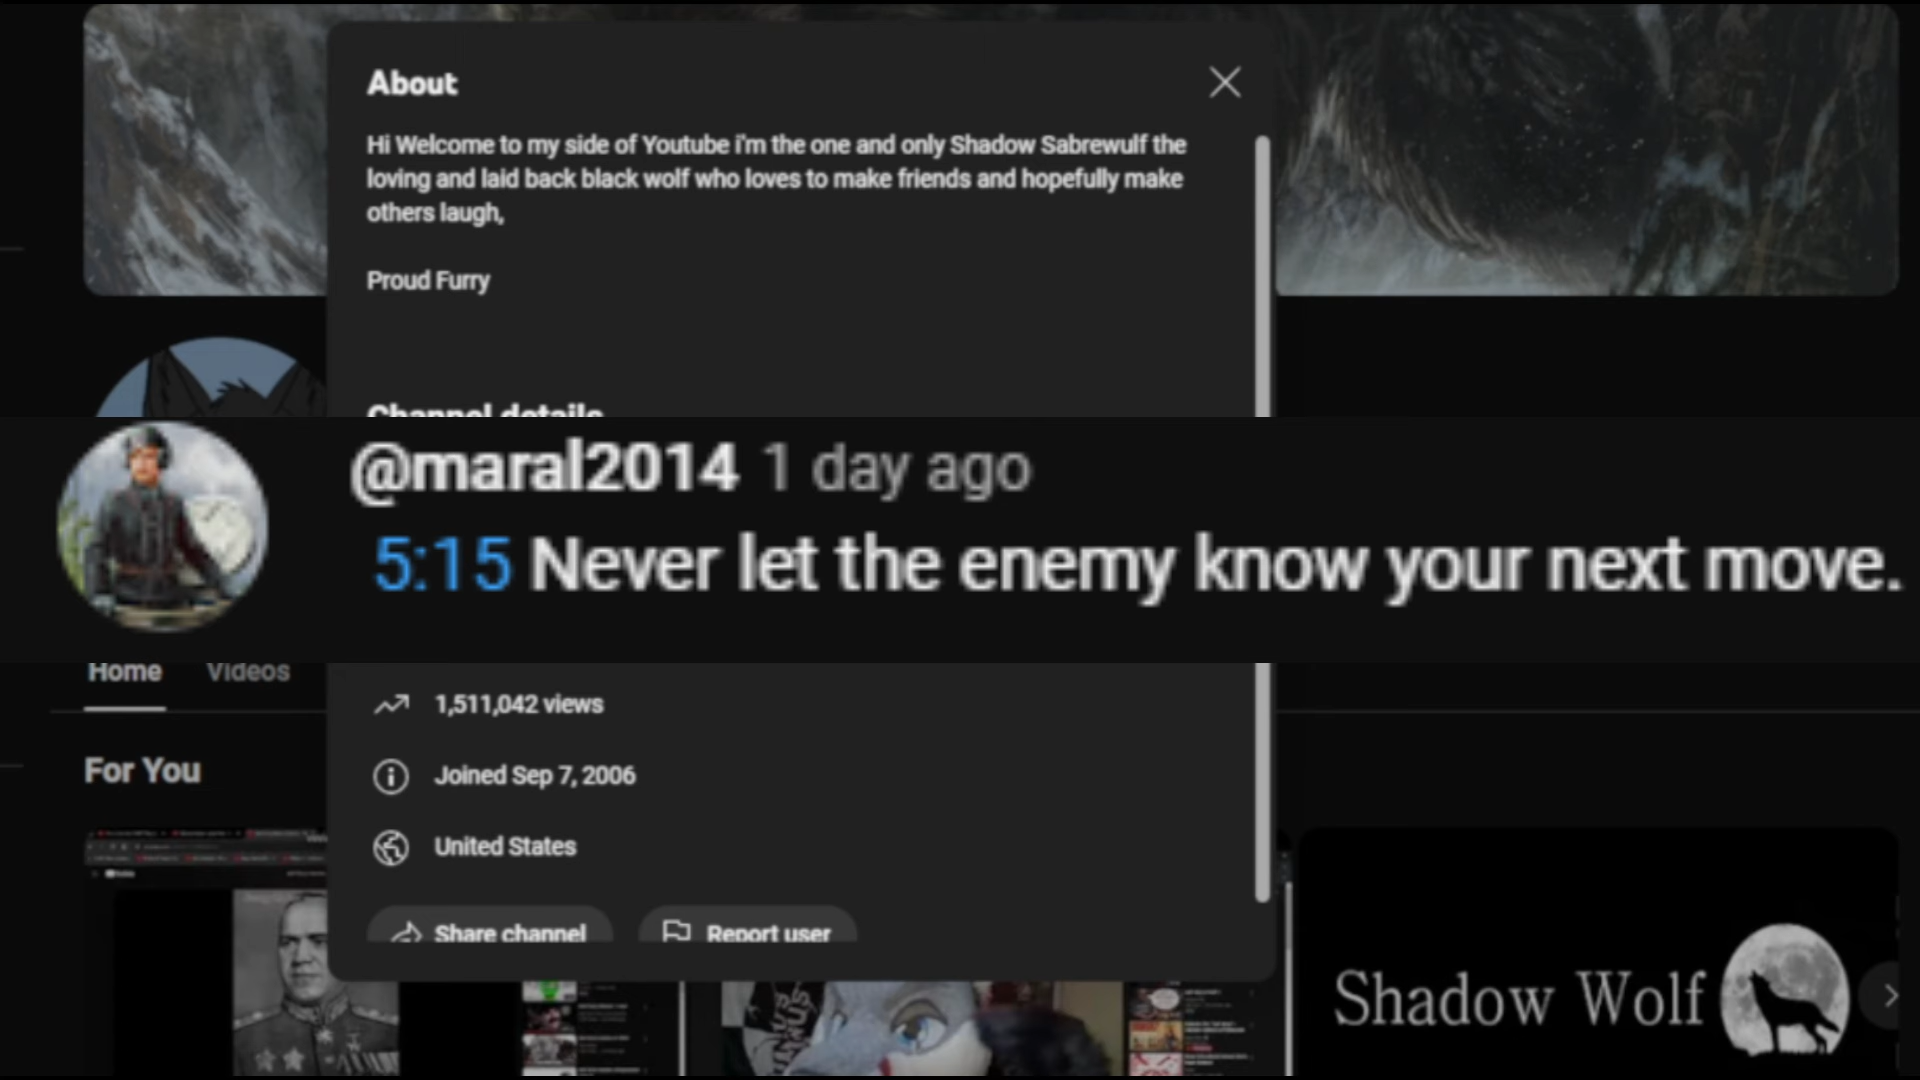 About
Hi Welcome to my side of Youtube i'm the one and only Shadow Sabrewulf the
loving and laid back black wolf who loves to make friends and hopefully make
others laugh,
Proud Furry
Channel details
@maral2014 1 day ago
5:15 Never let the enemy know your next move.
Home Videos
1,511,042 views
For You
Joined Sep 7, 2006
United States
Share channel Report user
Shadow Wolf